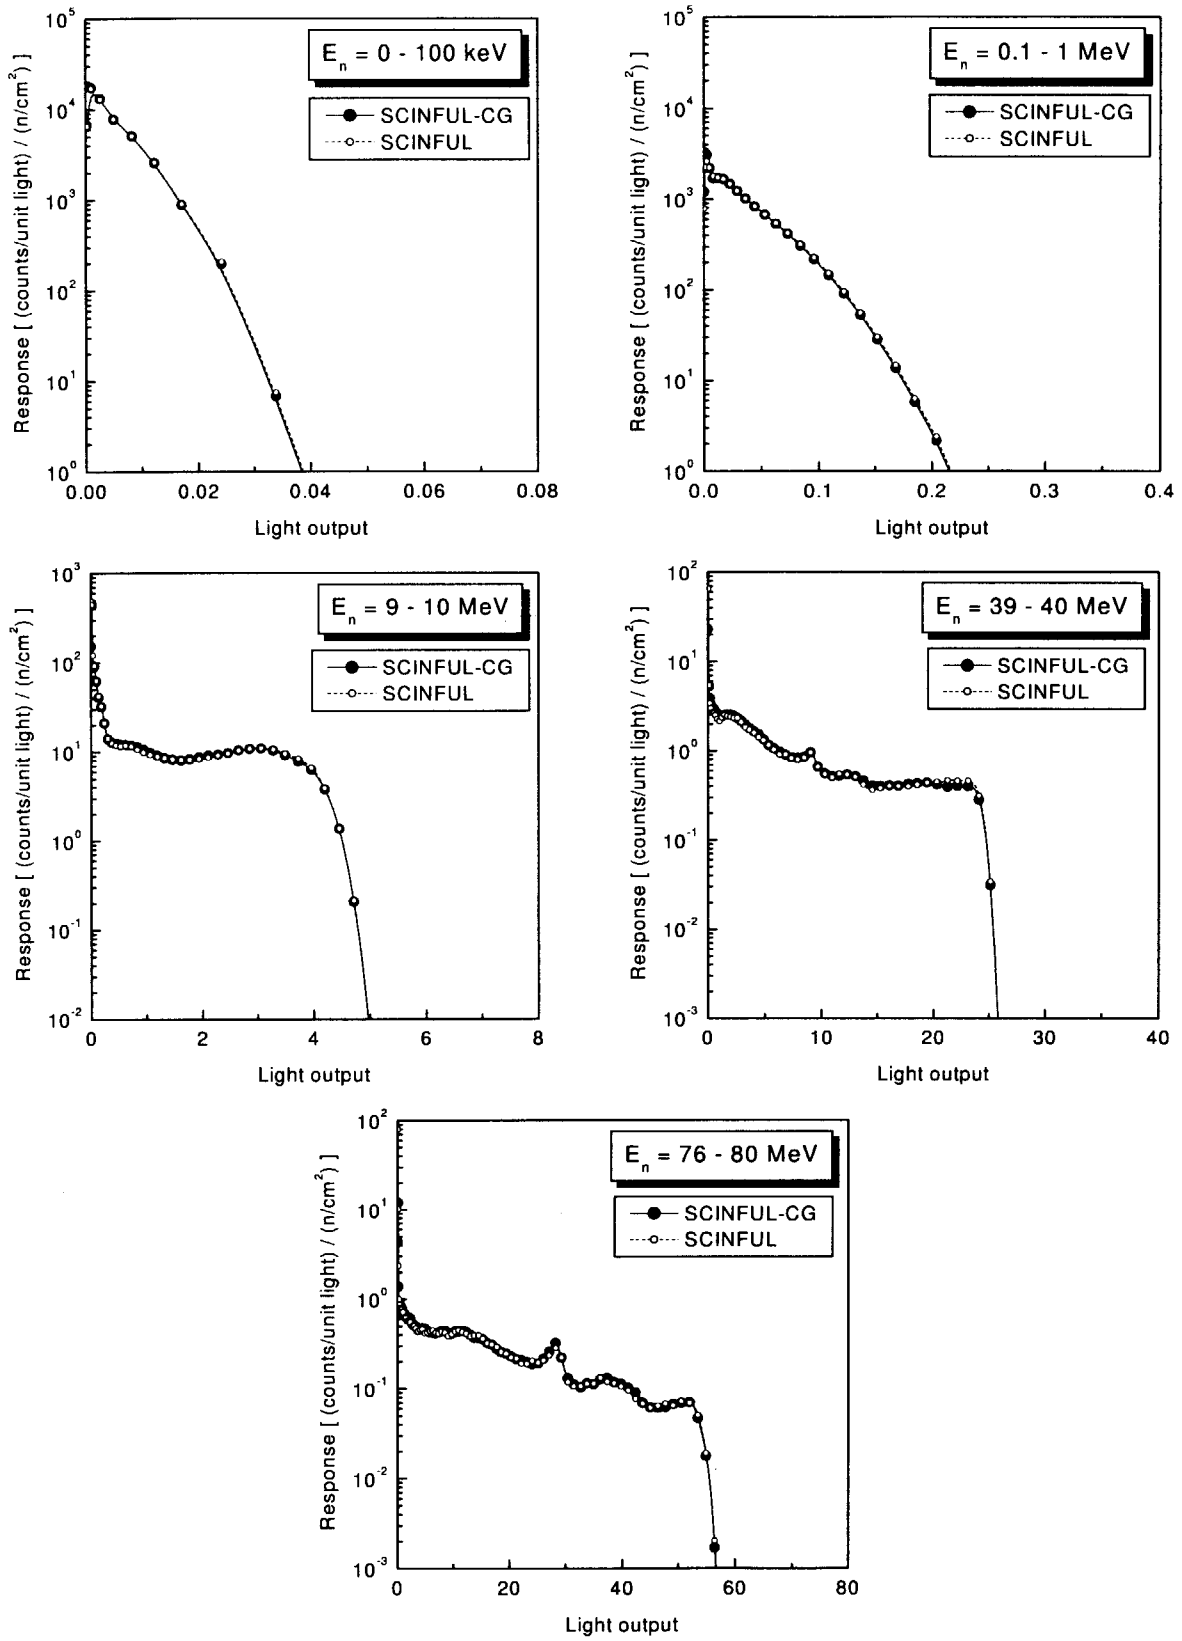 E_n = 0 - 100 keV
SCINFUL-CG
SCINFUL
Response [ (counts/unit light) / (n/cm²) ]
10⁵
10⁴
10³
10²
10¹
10⁰
0.00 0.02 0.04 0.06 0.08
Light output
E_n = 0.1 - 1 MeV
SCINFUL-CG
SCINFUL
Response [ (counts/unit light) / (n/cm²) ]
10⁵
10⁴
10³
10²
10¹
10⁰
0.0 0.1 0.2 0.3 0.4
Light output
E_n = 9 - 10 MeV
SCINFUL-CG
SCINFUL
Response [ (counts/unit light) / (n/cm²) ]
10³
10²
10¹
10⁰
10⁻¹
10⁻²
0 2 4 6 8
Light output
E_n = 39 - 40 MeV
SCINFUL-CG
SCINFUL
Response [ (counts/unit light) / (n/cm²) ]
10²
10¹
10⁰
10⁻¹
10⁻²
10⁻³
0 10 20 30 40
Light output
E_n = 76 - 80 MeV
SCINFUL-CG
SCINFUL
Response [ (counts/unit light) / (n/cm²) ]
10²
10¹
10⁰
10⁻¹
10⁻²
10⁻³
0 20 40 60 80
Light output